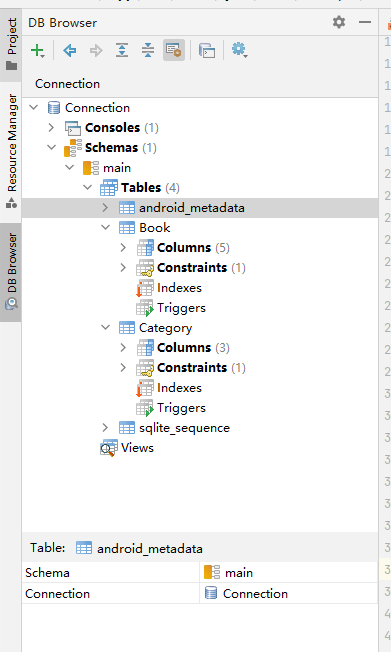 DB Browser
Connection
Connection
Consoles (1)
Schemas (1)
main
Tables (4)
android_metadata
Book
Columns (5)
Constraints (1)
Indexes
Triggers
Category
Columns (3)
Constraints (1)
Indexes
Triggers
sqlite_sequence
Views
Table: android_metadata
Schema main
Connection Connection
Project
Resource Manager
DB Browser